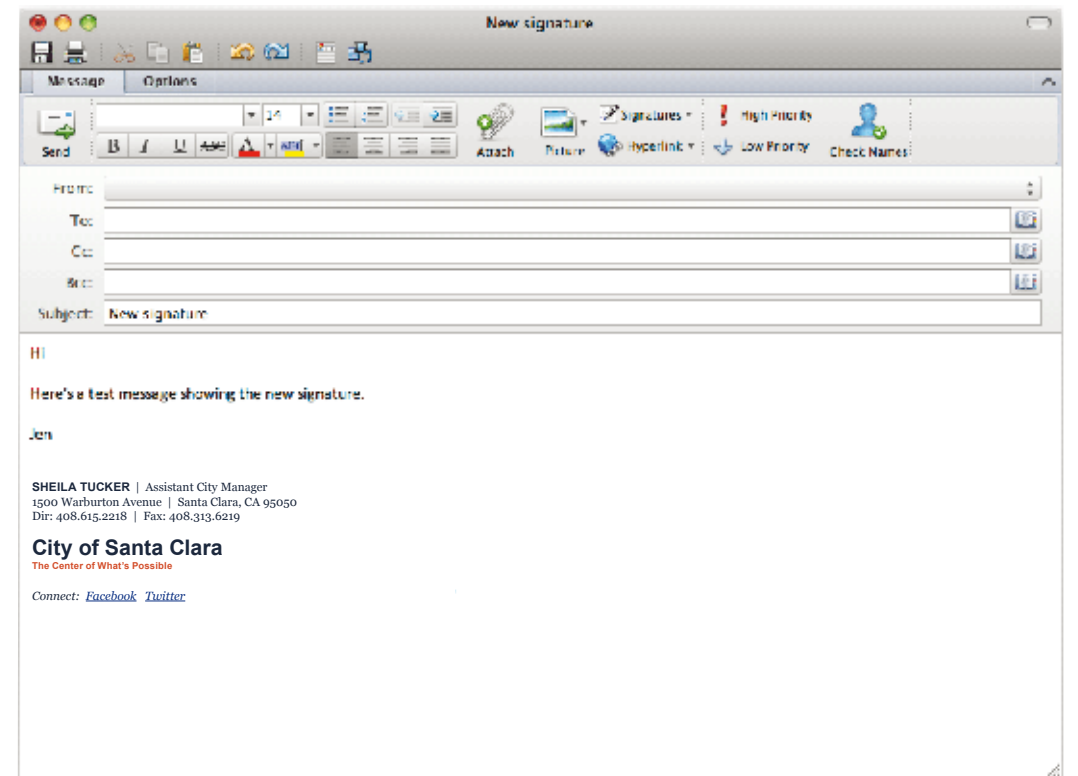 New signature
Message Options
14
Signatures High Priority
B I U ABC A ABC
Send Attach Picture Hyperlink Low Priority Check Names
From:
To:
Cc:
Bcc:
Subject: New signature
Hi
Here's a test message showing the new signature.
Jen
SHEILA TUCKER | Assistant City Manager
1500 Warburton Avenue | Santa Clara, CA 95050
Dir: 408.615.2218 | Fax: 408.313.6219
City of Santa Clara
The Center of What's Possible
Connect: Facebook Twitter